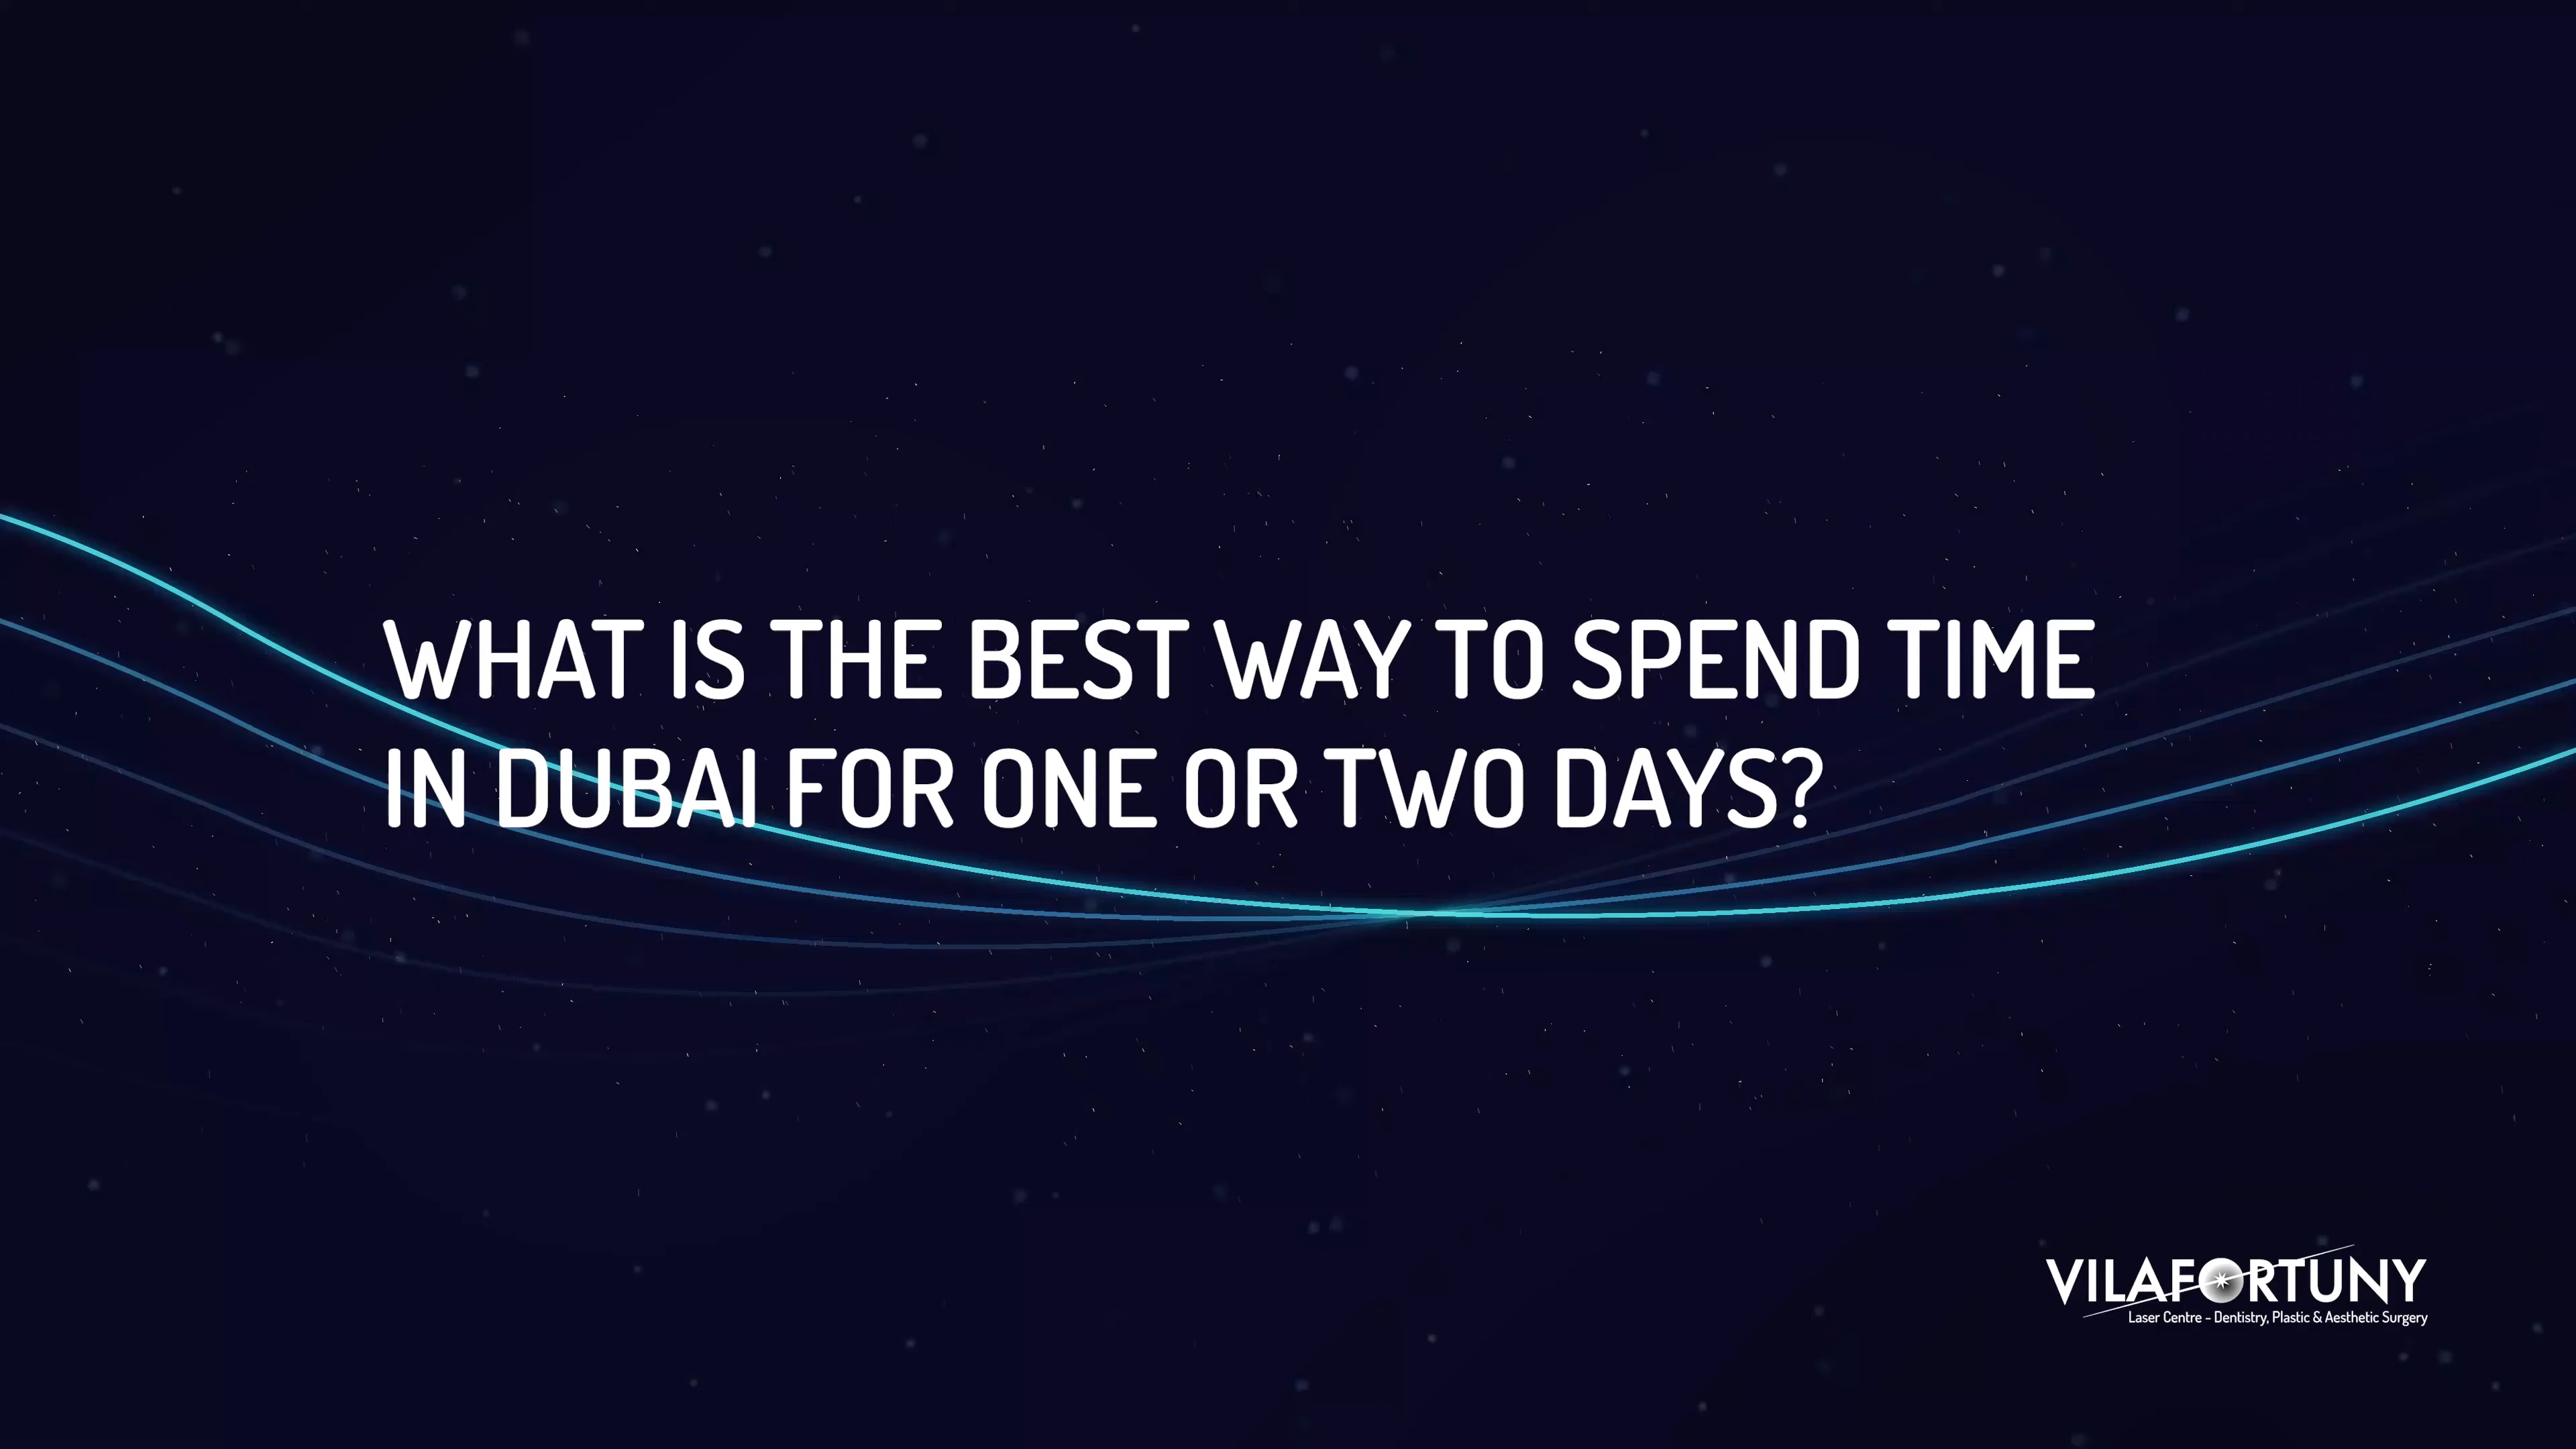 WHAT IS THE BEST WAY TO SPEND TIME
IN DUBAI FOR ONE OR TWO DAYS?
VILAFORTUNY
Laser Centre - Dentistry, Plastic & Aesthetic Surgery